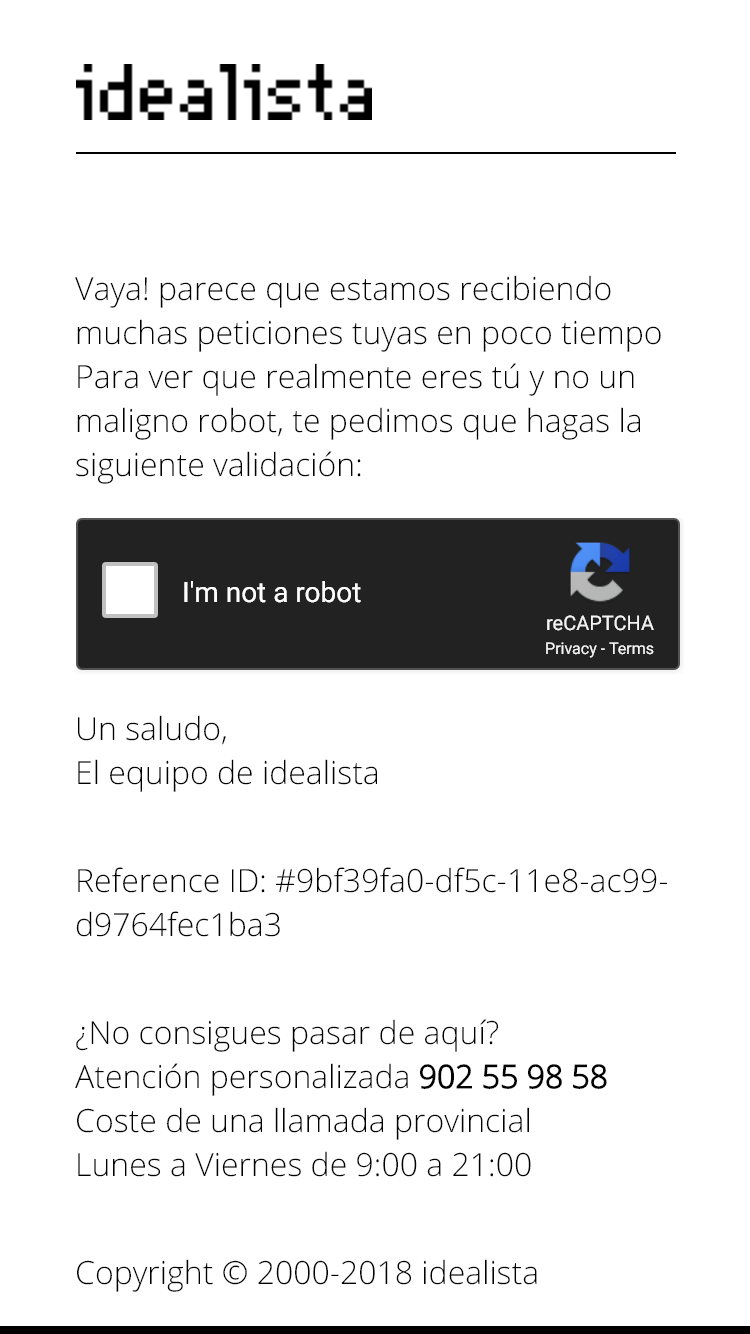 idealista
Vaya! parece que estamos recibiendo
muchas peticiones tuyas en poco tiempo
Para ver que realmente eres tú y no un
maligno robot, te pedimos que hagas la
siguiente validación:
I'm not a robot
reCAPTCHA
Privacy - Terms
Un saludo,
El equipo de idealista
Reference ID: #9bf39fa0-df5c-11e8-ac99-
d9764fec1ba3
¿No consigues pasar de aquí?
Atención personalizada 902 55 98 58
Coste de una llamada provincial
Lunes a Viernes de 9:00 a 21:00
Copyright © 2000-2018 idealista